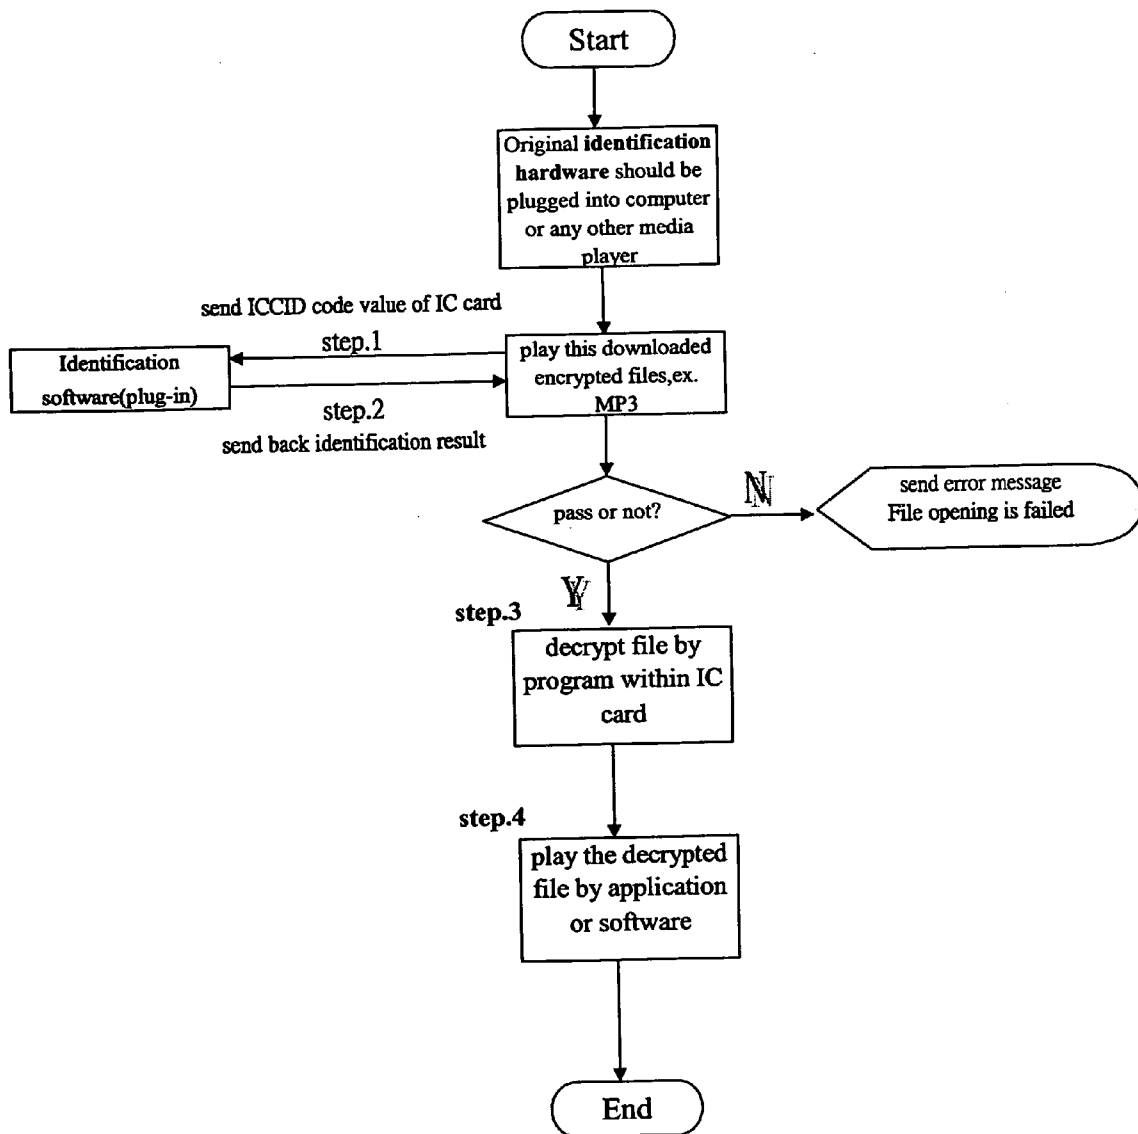 Start
Original identification
hardware should be
plugged into computer
or any other media
player
send ICCID code value of IC card
step.1
Identification
software(plug-in)
play this downloaded
encrypted files,ex.
MP3
step.2
send back identification result
pass or not?
N
send error message
File opening is failed
Y
step.3
decrypt file by
program within IC
card
step.4
play the decrypted
file by application
or software
End